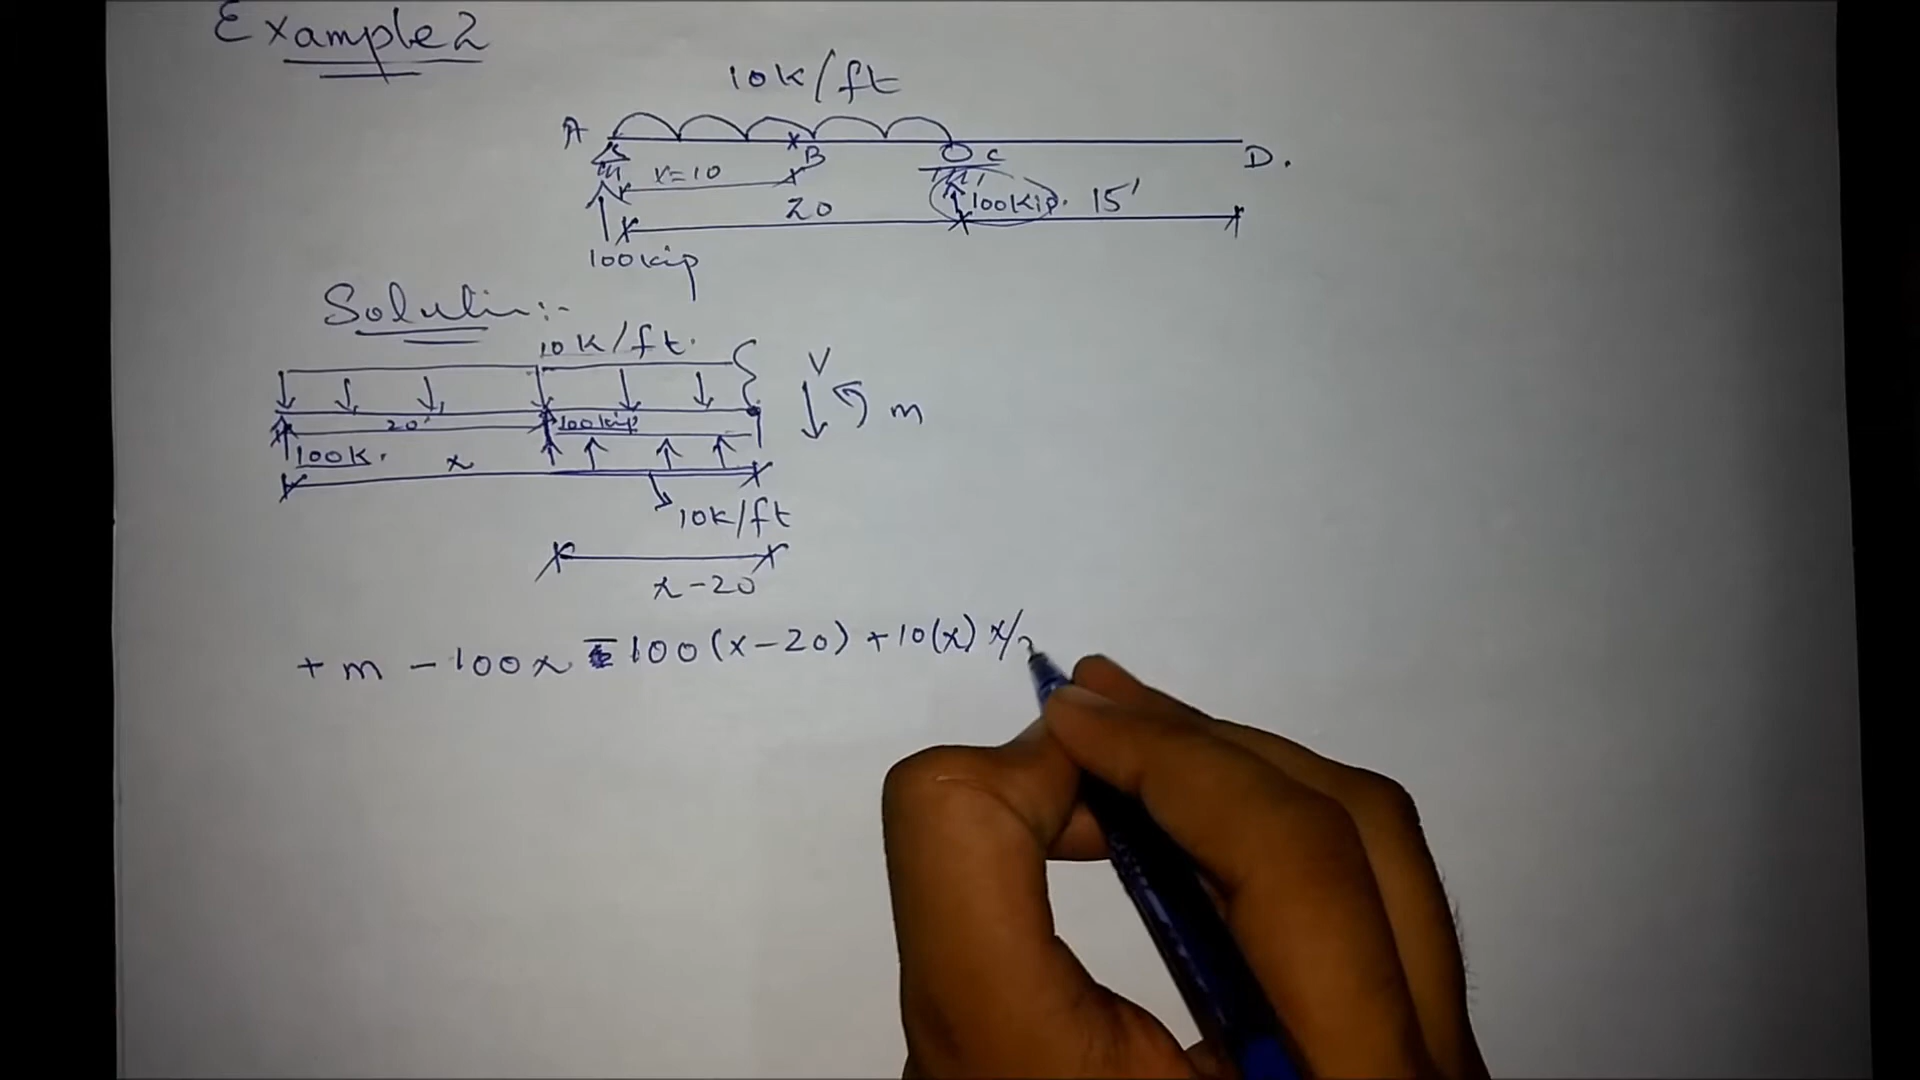 Example 2
10k/ft
A
B
C
D.
x=10
20
100kip.
15'
100kip
Solutin:-
10k/ft.
V
m
20'
100kip
100k.
x
10k/ft
x-20
+ m - 100x - 100(x-20) + 10(x) x/2